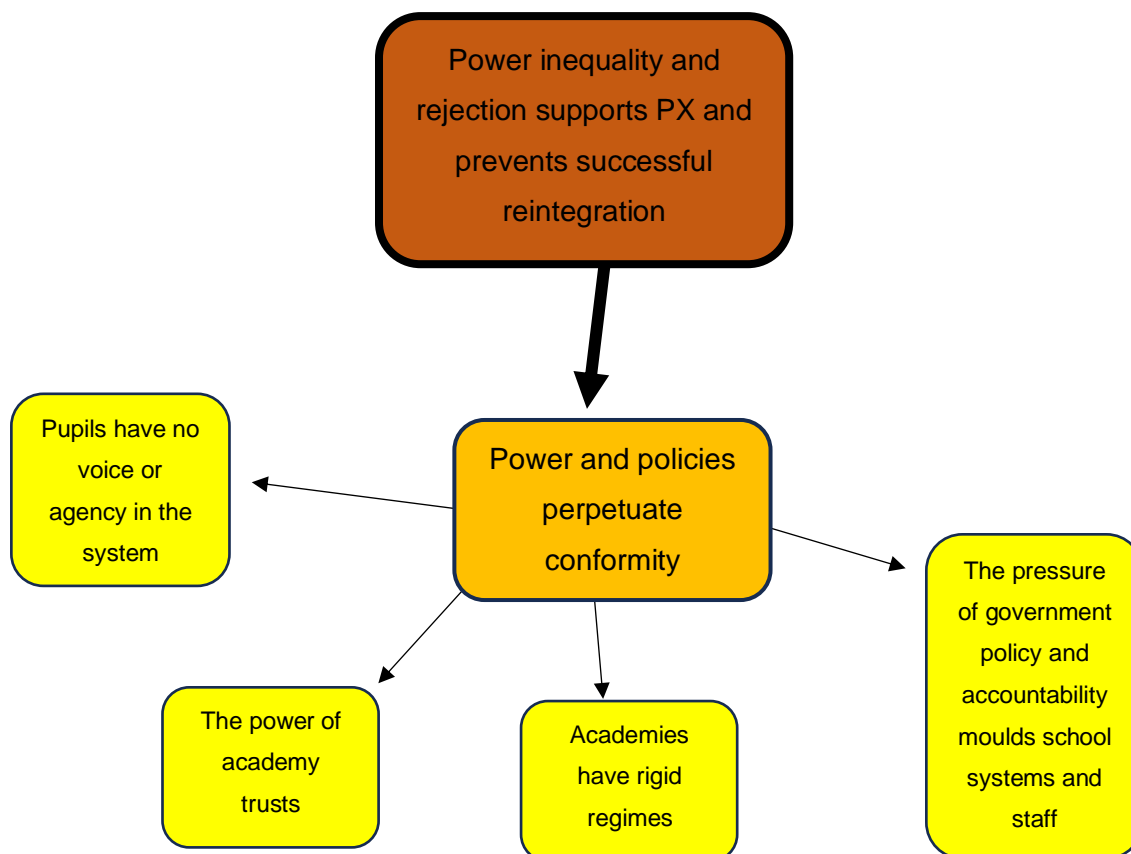 Power inequality and
rejection supports PX and
prevents successful
reintegration
Pupils have no
voice or
agency in the
system
Power and policies
perpetuate
conformity
The pressure
of government
policy and
accountability
moulds school
systems and
staff
The power of
academy
trusts
Academies
have rigid
regimes